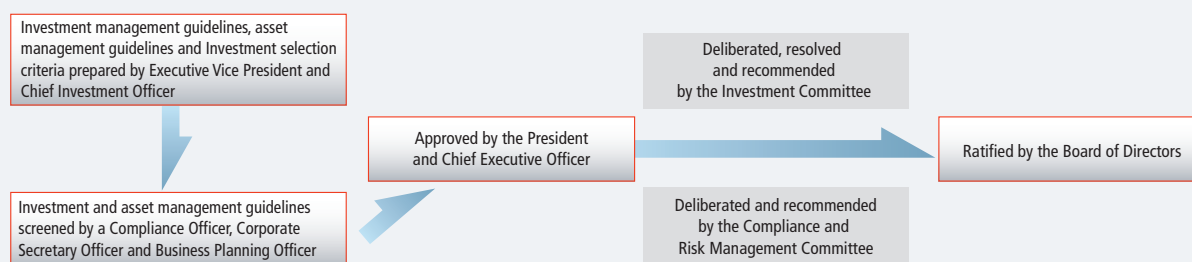 Investment management guidelines, asset
management guidelines and Investment selection
criteria prepared by Executive Vice President and
Chief Investment Officer
Investment and asset management guidelines
screened by a Compliance Officer, Corporate
Secretary Officer and Business Planning Officer
Approved by the President
and Chief Executive Officer
Deliberated, resolved
and recommended
by the Investment Committee
Deliberated and recommended
by the Compliance and
Risk Management Committee
Ratified by the Board of Directors